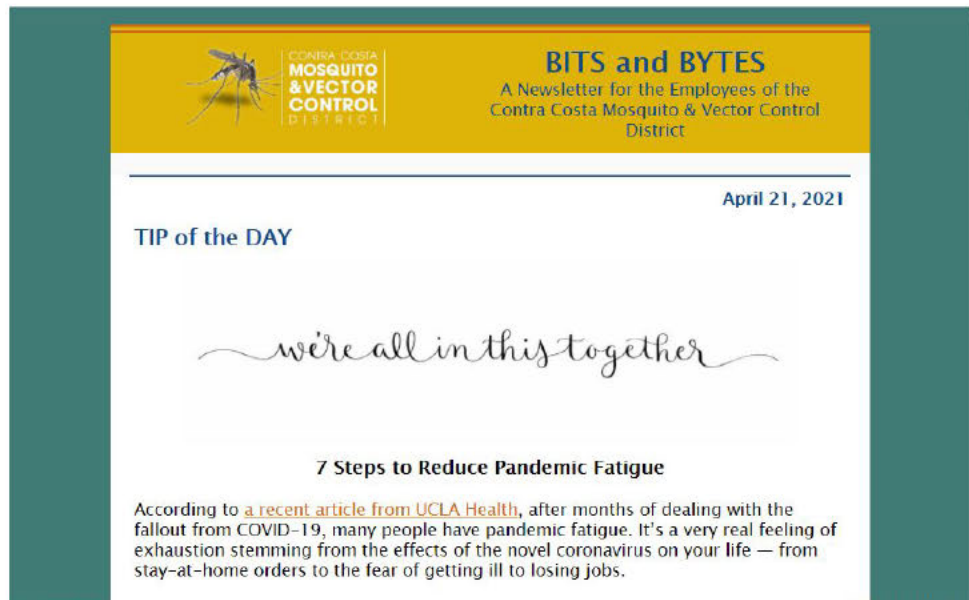 CONTRA COSTA
MOSQUITO
&VECTOR
CONTROL
DISTRICT
BITS and BYTES
A Newsletter for the Employees of the
Contra Costa Mosquito & Vector Control
District
April 21, 2021
TIP of the DAY
we're all in this together
7 Steps to Reduce Pandemic Fatigue
According to a recent article from UCLA Health, after months of dealing with the
fallout from COVID-19, many people have pandemic fatigue. It's a very real feeling of
exhaustion stemming from the effects of the novel coronavirus on your life — from
stay-at-home orders to the fear of getting ill to losing jobs.